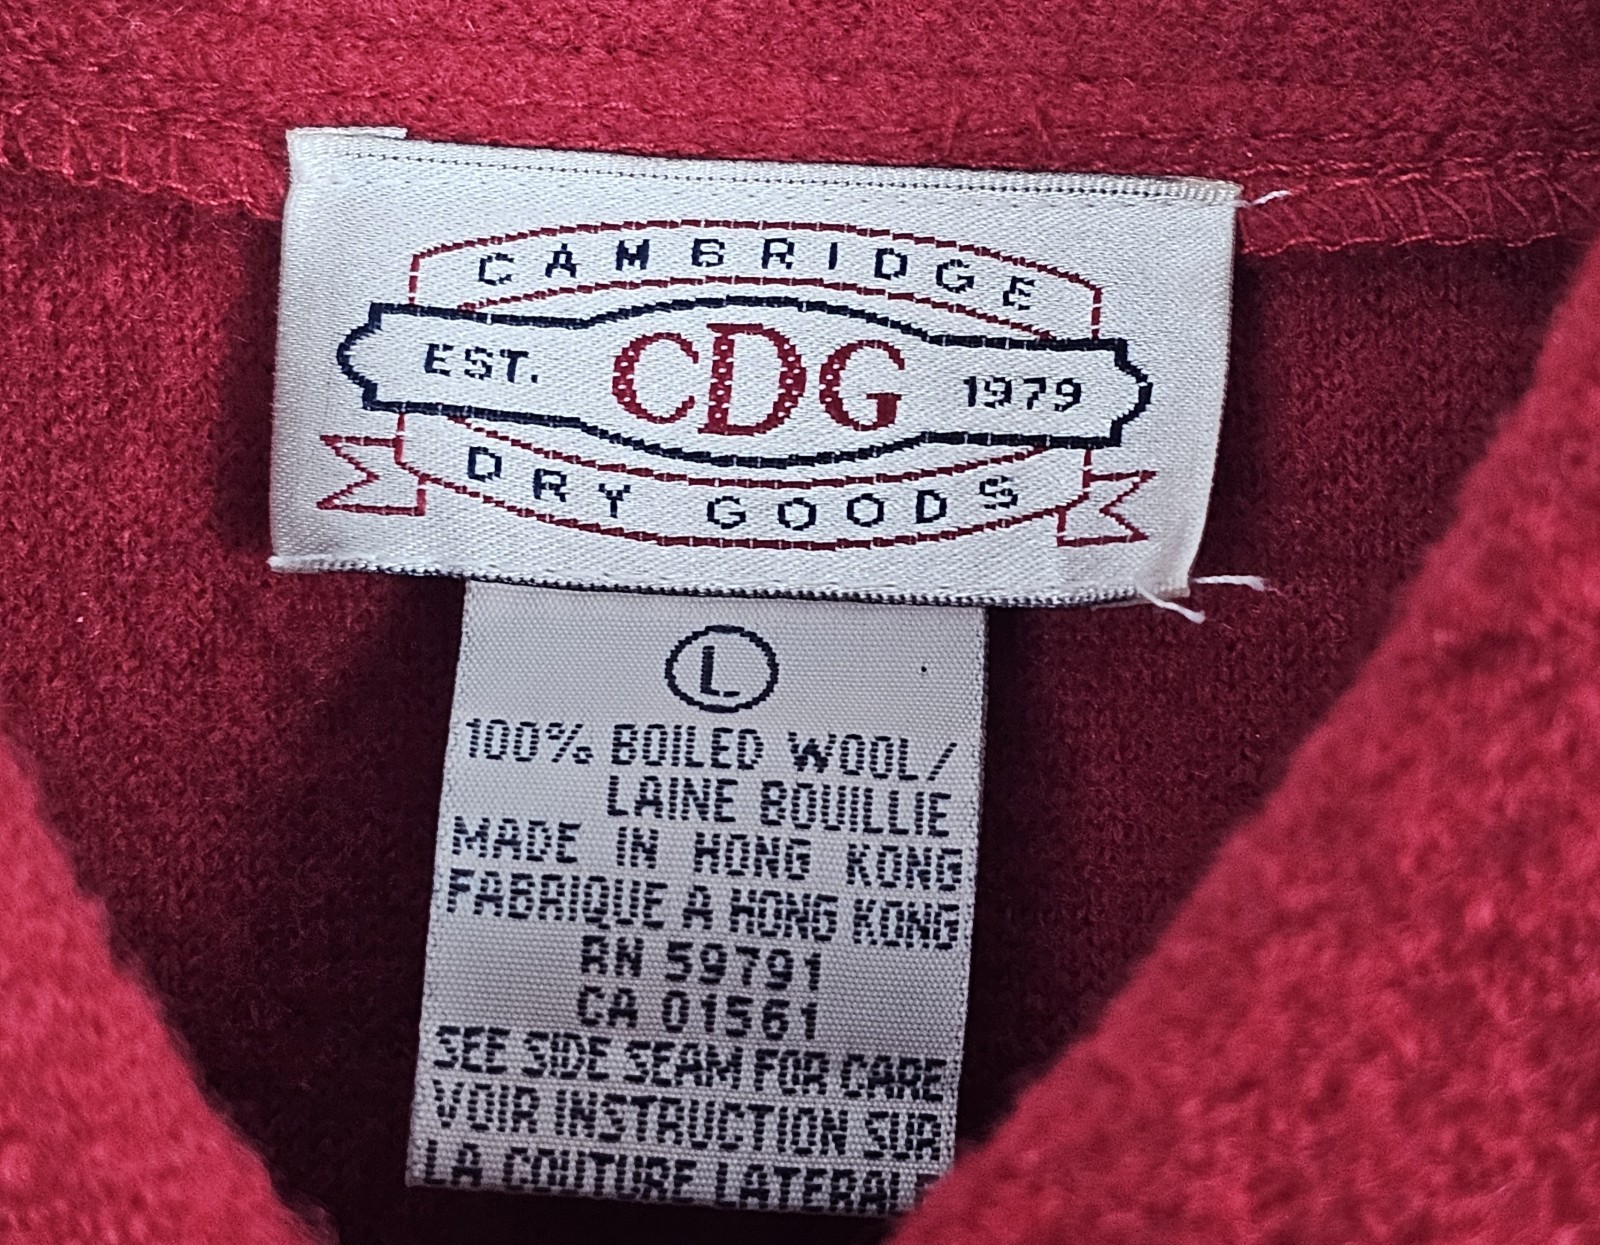 CAMBRIDGE
EST. CDG 1979
DRY GOODS
L
100% BOILED WOOL/
LAINE BOUILLIE
MADE IN HONG KONG
FABRIQUE A HONG KONG
RN 59791
CA 01561
SEE SIDE SEAM FOR CARE
VOIR INSTRUCTION SUR
LA COUTURE LATERALE